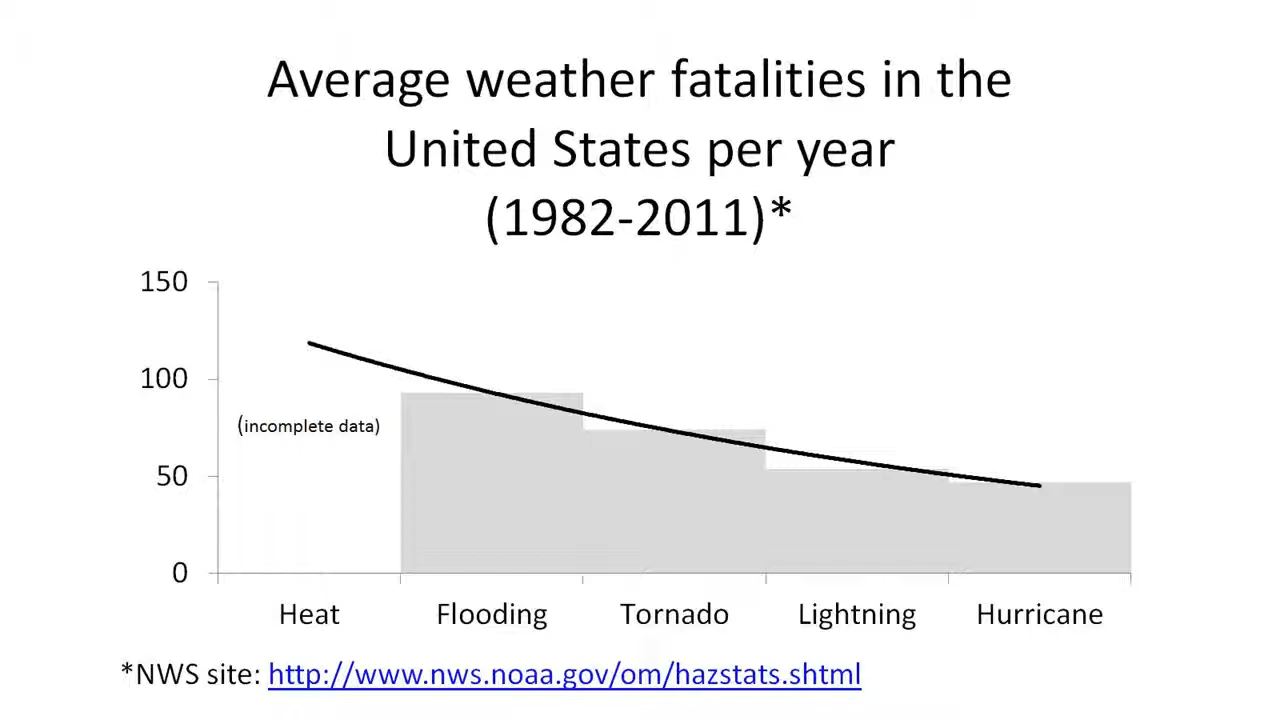 Average weather fatalities in the
United States per year
(1982-2011)*
150
100
(incomplete data)
50
0
Heat Flooding Tornado Lightning Hurricane
*NWS site: http://www.nws.noaa.gov/om/hazstats.shtml